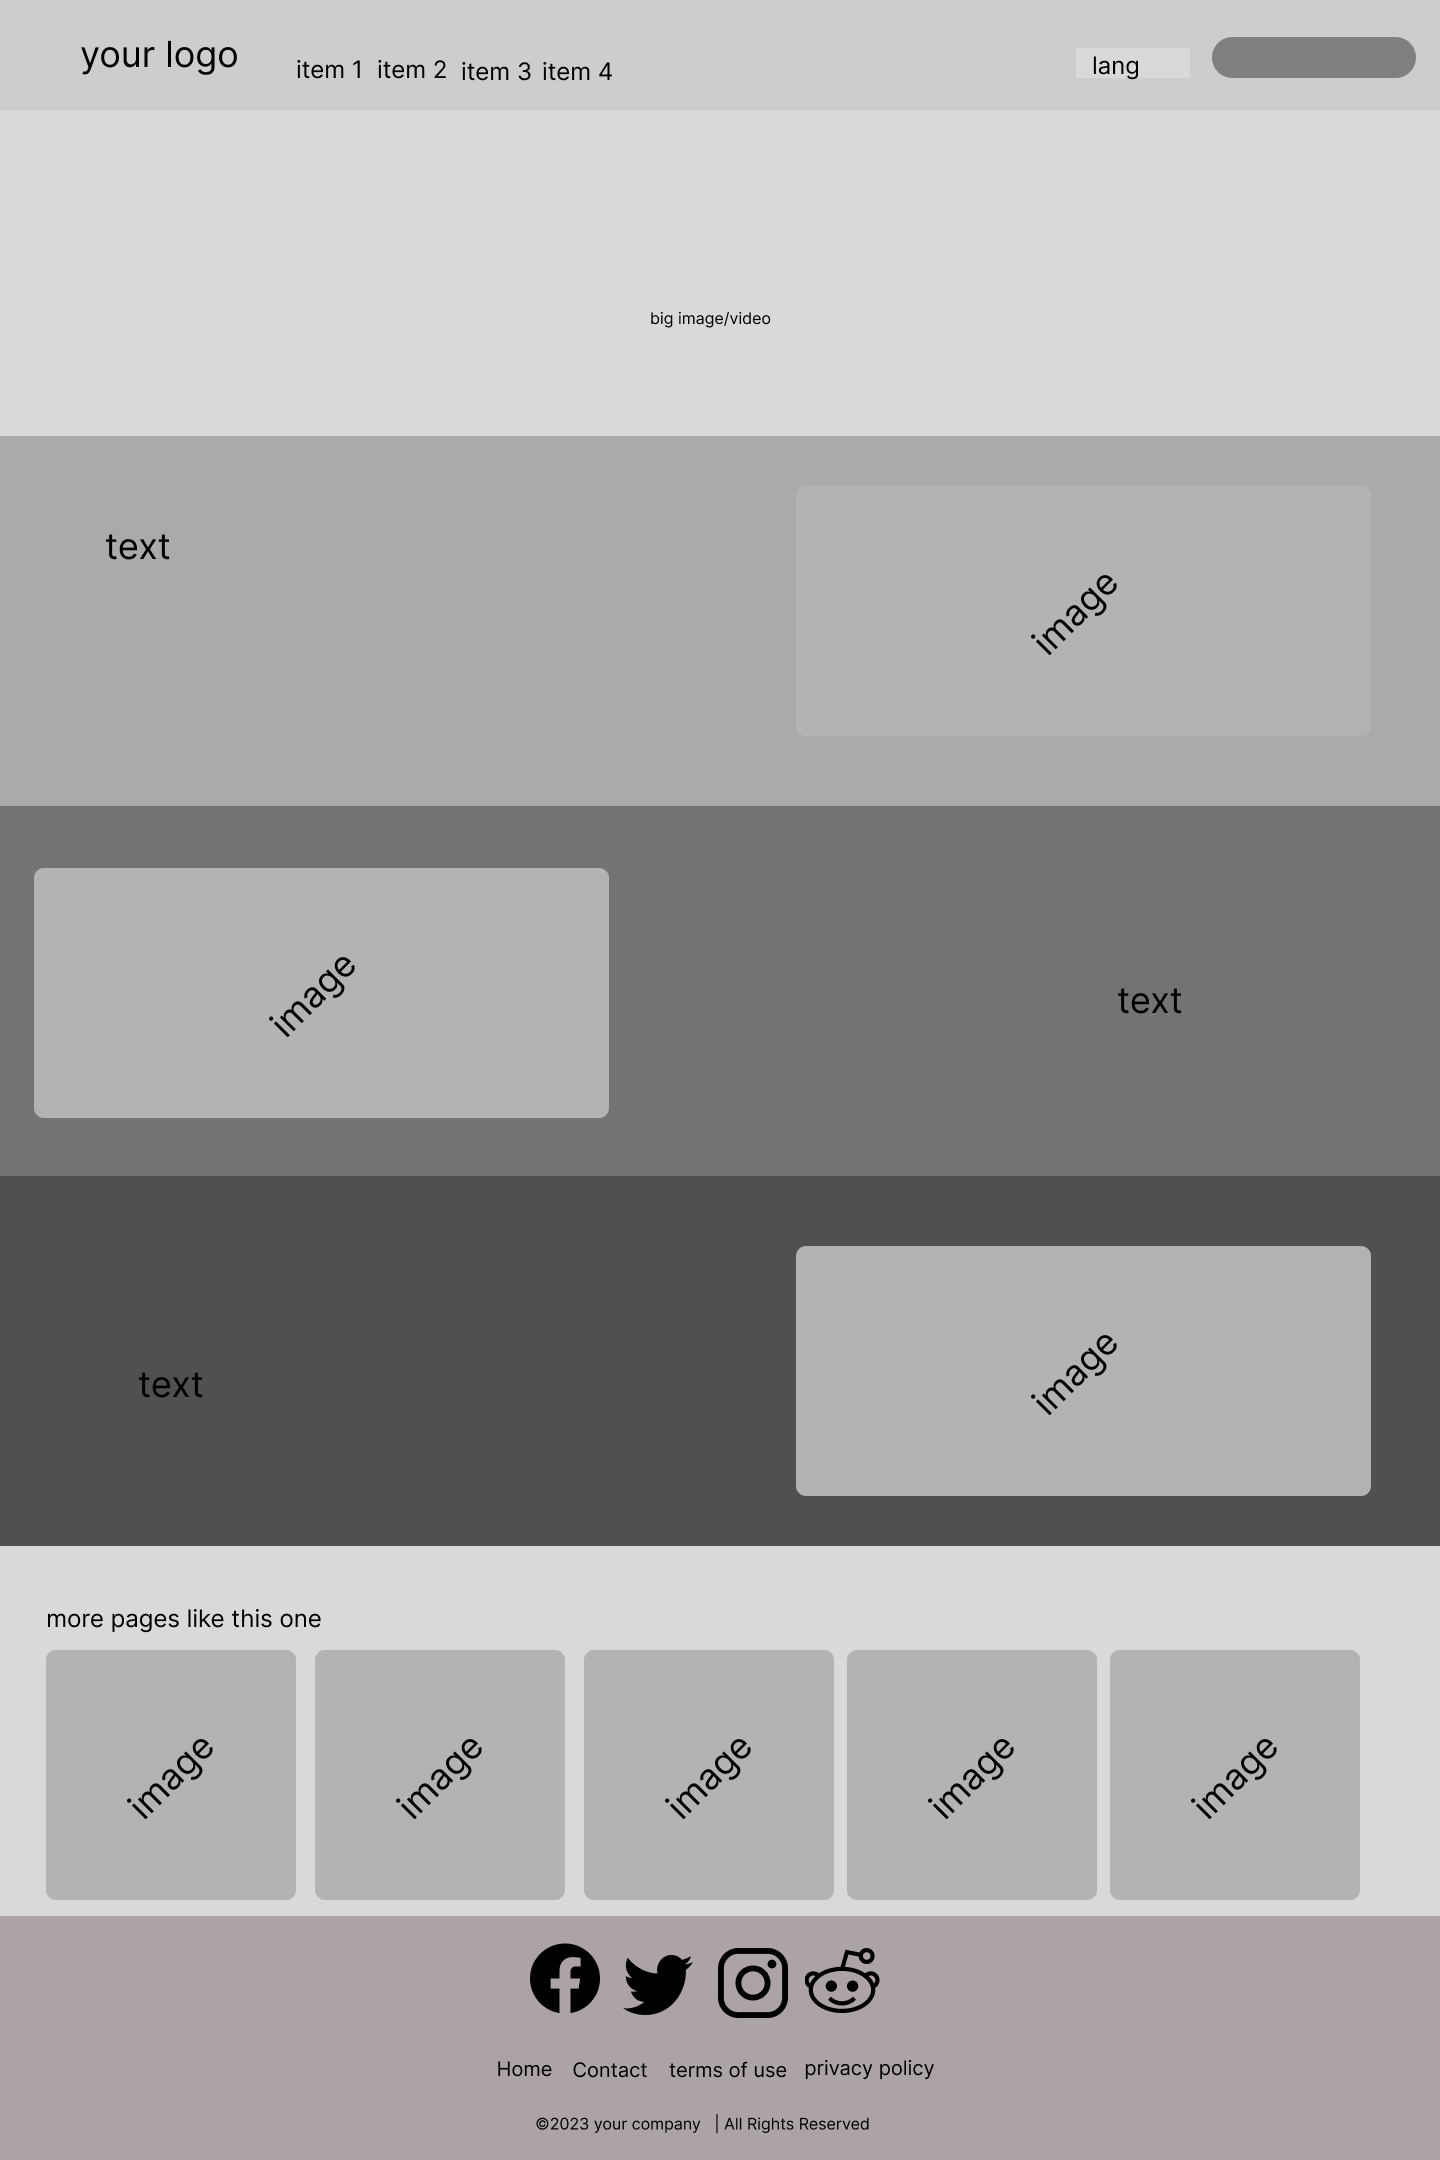 your logo
item 1 item 2 item 3 item 4
lang
big image/video
text
image
image
text
text
image
more pages like this one
image
image
image
image
image
Home Contact terms of use privacy policy
©2023 your company | All Rights Reserved